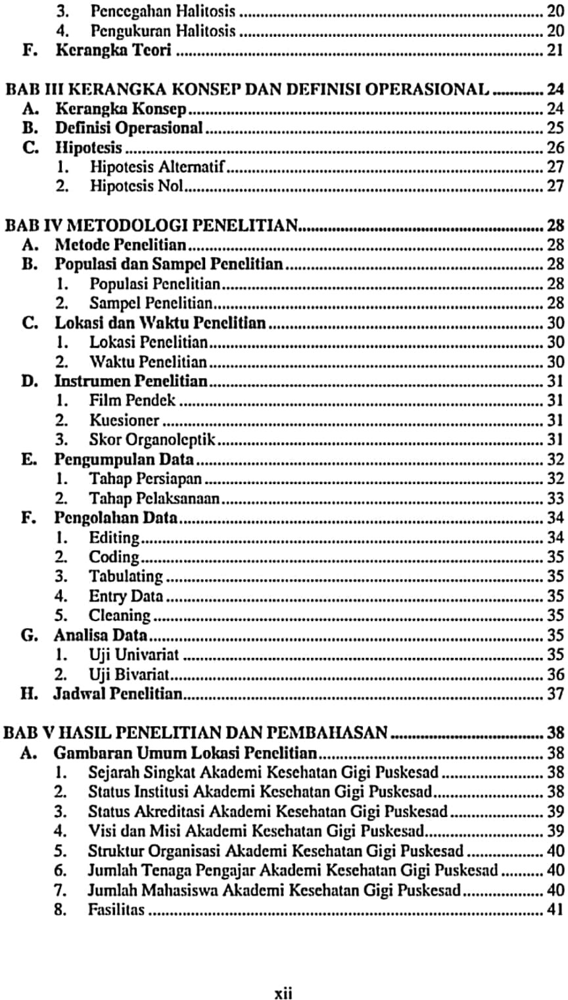 3. Pencegahan Halitosis ........................................ 20
4. Pengukuran Halitosis ........................................ 20
F. Kerangka Teori ........................................ 21
BAB III KERANGKA KONSEP DAN DEFINISI OPERASIONAL ............ 24
A. Kerangka Konsep ........................................ 24
B. Definisi Operasional ........................................ 25
C. Hipotesis ........................................ 26
1. Hipotesis Alternatif ........................................ 27
2. Hipotesis Nol ........................................ 27
BAB IV METODOLOGI PENELITIAN ........................................ 28
A. Metode Penelitian ........................................ 28
B. Populasi dan Sampel Penelitian ........................................ 28
1. Populasi Penelitian ........................................ 28
2. Sampel Penelitian ........................................ 28
C. Lokasi dan Waktu Penelitian ........................................ 30
1. Lokasi Penelitian ........................................ 30
2. Waktu Penelitian ........................................ 30
D. Instrumen Penelitian ........................................ 31
1. Film Pendek ........................................ 31
2. Kuesioner ........................................ 31
3. Skor Organoleptik ........................................ 31
E. Pengumpulan Data ........................................ 32
1. Tahap Persiapan ........................................ 32
2. Tahap Pelaksanaan ........................................ 33
F. Pengolahan Data ........................................ 34
1. Editing ........................................ 34
2. Coding ........................................ 35
3. Tabulating ........................................ 35
4. Entry Data ........................................ 35
5. Cleaning ........................................ 35
G. Analisa Data ........................................ 35
1. Uji Univariat ........................................ 35
2. Uji Bivariat ........................................ 36
H. Jadwal Penelitian ........................................ 37
BAB V HASIL PENELITIAN DAN PEMBAHASAN .............................. 38
A. Gambaran Umum Lokasi Penelitian ........................................ 38
1. Sejarah Singkat Akademi Kesehatan Gigi Puskesad .................... 38
2. Status Institusi Akademi Kesehatan Gigi Puskesad .................... 38
3. Status Akreditasi Akademi Kesehatan Gigi Puskesad .................... 39
4. Visi dan Misi Akademi Kesehatan Gigi Puskesad .................... 39
5. Struktur Organisasi Akademi Kesehatan Gigi Puskesad .................. 40
6. Jumlah Tenaga Pengajar Akademi Kesehatan Gigi Puskesad .......... 40
7. Jumlah Mahasiswa Akademi Kesehatan Gigi Puskesad ................... 40
8. Fasilitas ........................................ 41
xii